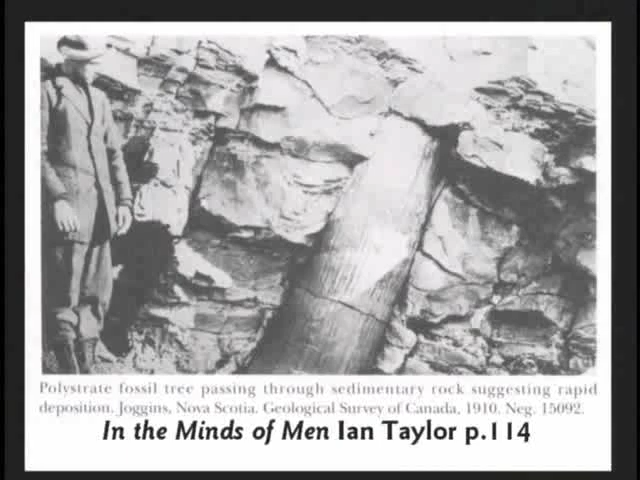 Polystrate fossil tree passing through sedimentary rock suggesting rapid
deposition. Joggins, Nova Scotia. Geological Survey of Canada, 1910. Neg. 15092.
In the Minds of Men Ian Taylor p.114